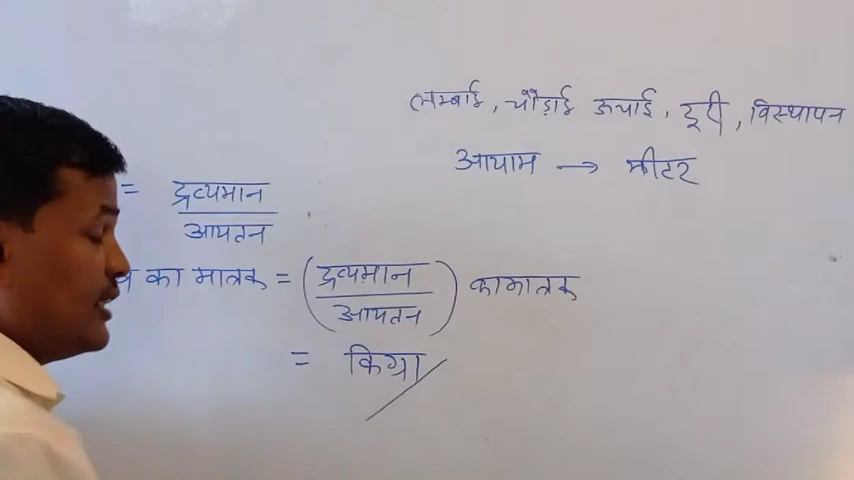 लम्बाई, चौड़ाई ऊचाई, दूरी, विस्थापन
आयाम → मीटर
= द्रव्यमान
आयतन
का मात्रक = (द्रव्यमान
आयतन) का मात्रक
= किग्रा /